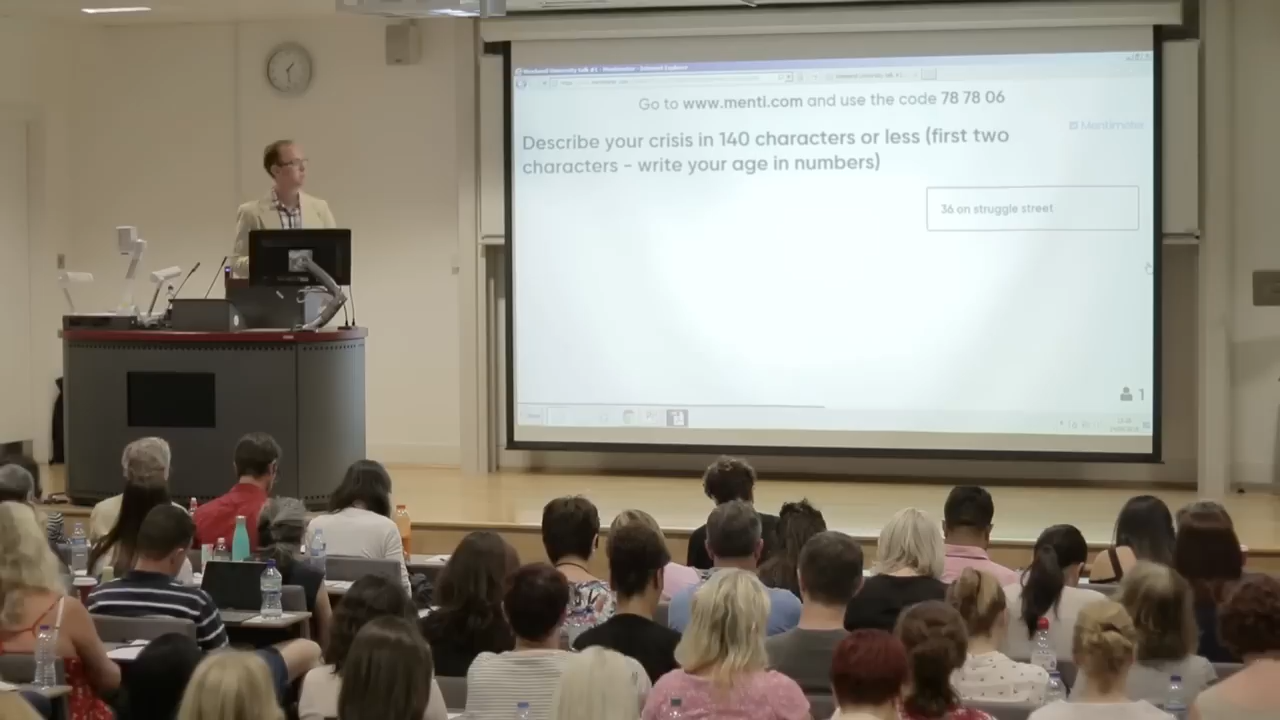 Go to www.menti.com and use the code 78 78 06
Mentimeter
Describe your crisis in 140 characters or less (first two
characters - write your age in numbers)
36 on struggle street
1